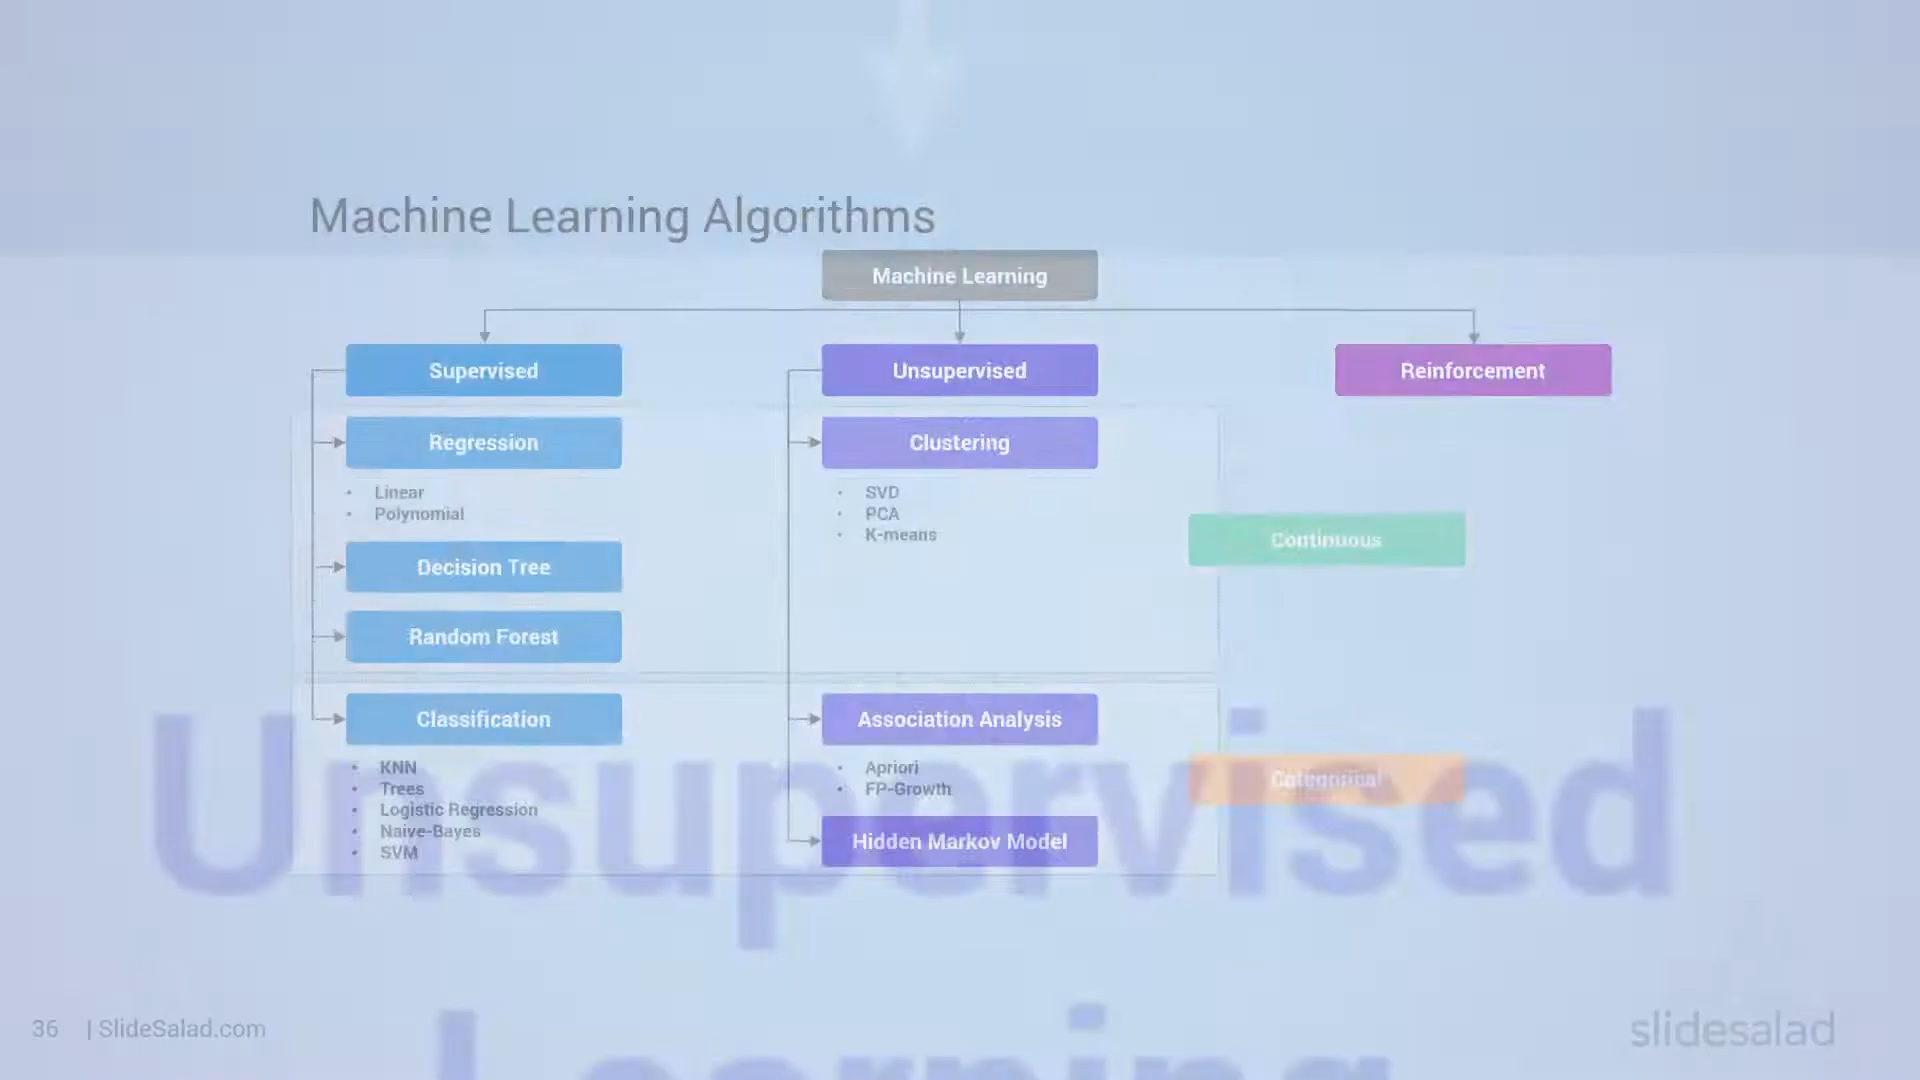 Machine Learning Algorithms
Machine Learning
Supervised
Unsupervised
Reinforcement
Regression
• Linear
• Polynomial
Decision Tree
Random Forest
Classification
• KNN
• Trees
• Logistic Regression
• Naive-Bayes
• SVM
Clustering
• SVD
• PCA
• K-means
Association Analysis
• Apriori
• FP-Growth
Hidden Markov Model
Continuous
Categorical
Unsupervised
Learning
36 | SlideSalad.com
slidesalad